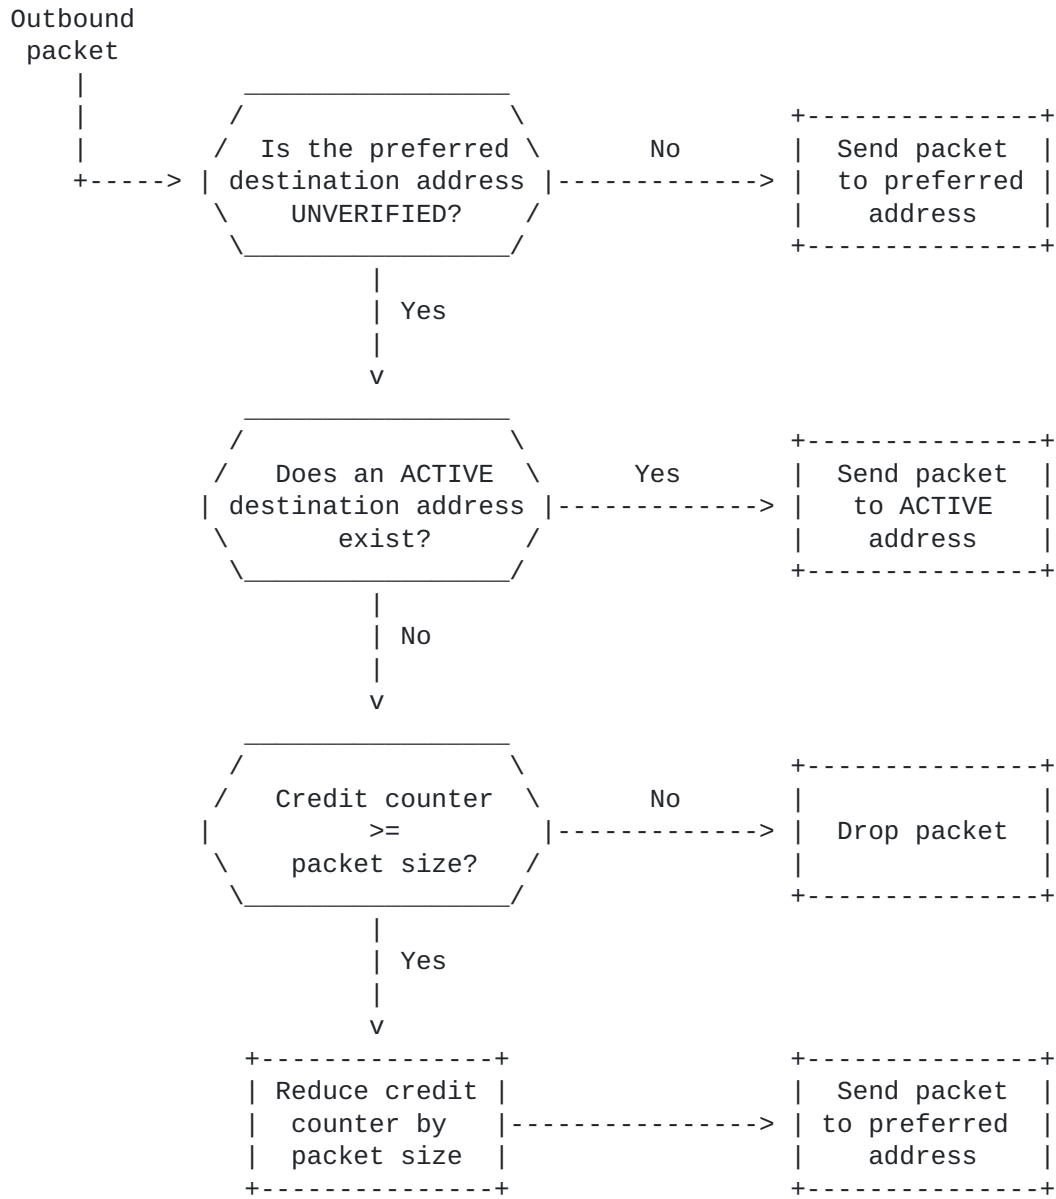 Outbound
packet
Is the preferred
destination address
UNVERIFIED?
No
Send packet
to preferred
address
Yes
Does an ACTIVE
destination address
exist?
Yes
Send packet
to ACTIVE
address
No
Credit counter
>=
packet size?
No
Drop packet
Yes
Reduce credit
counter by
packet size
Send packet
to preferred
address